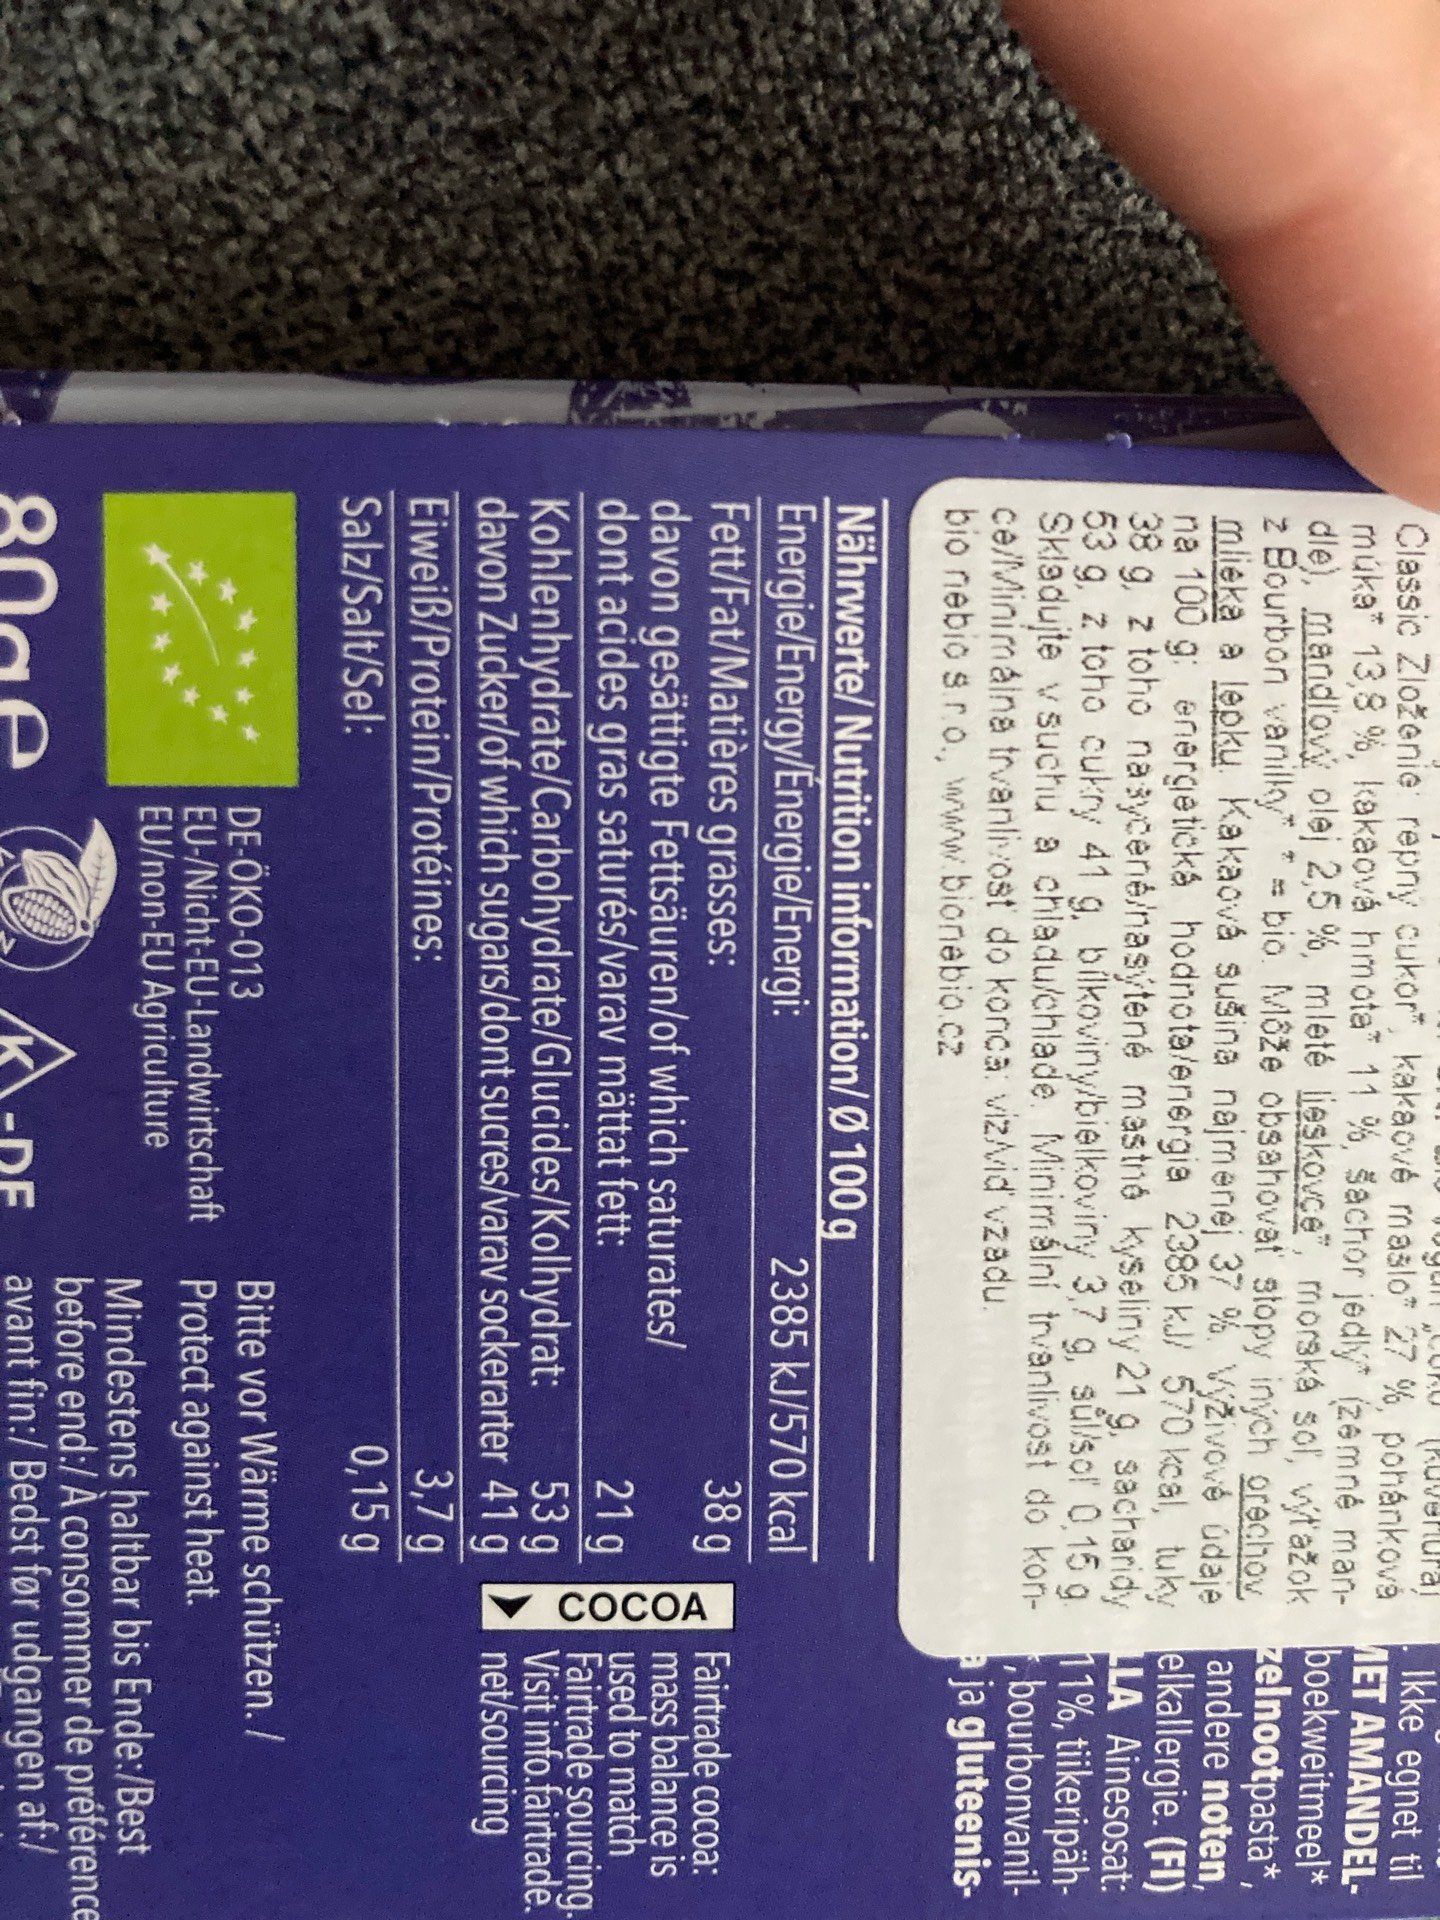 Classic Zloženie: repný cukor*, kakaové maslo* 27 %, pohánková
múka* 13,8 %, kakaová hmota* 11 %, šachor jedlý* (zemné man-
dle), mandľový olej 2,5 %, mleté lieskovce*, morská soľ, výťažok
z Bourbon vanilky* * = bio. Môže obsahovať stopy iných orechov,
mlieka a lepku. Kakaová sušina najmenej 37 %. Výživové údaje
na 100 g: energetická hodnota/energia 2385 kJ/ 570 kcal, tuky
38 g, z toho nasycené/nasýtené mastné kyseliny 21 g, sacharidy
53 g, z toho cukry 41 g, bílkoviny/bielkoviny 3,7 g, sůl/soľ 0,15 g.
Skladujte v suchu a chladu/chlade. Minimální trvanlivost do kon-
ce/Minimálna trvanlivosť do konca: viz/viď vzadu.
bio nebio s.r.o., www.bionebio.cz
. Ikke egnet til
MET AMANDEL-
boekweitmeel*
zelnootpasta*,
andere noten,
elkallergie. (FI)
LLA Ainesosat:
11%, tiikeripäh-
*, bourbonvanil-
a ja gluteenis-
Nährwerte/ Nutrition information/ Ø 100 g
Energie/Energy/Énergie/Energi: 2385 kJ/570 kcal
Fett/Fat/Matières grasses: 38 g
davon gesättigte Fettsäuren/of which saturates/
dont acides gras saturés/varav mättat fett: 21 g
Kohlenhydrate/Carbohydrate/Glucides/Kolhydrat: 53 g
davon Zucker/of which sugars/dont sucres/varav sockerarter 41 g
Eiweiß/Protein/Protéines: 3,7 g
Salz/Salt/Sel: 0,15 g
COCOA
Fairtrade cocoa:
mass balance is
used to match
Fairtrade sourcing.
Visit info.fairtrade.
net/sourcing
DE-ÖKO-013
EU-/Nicht-EU-Landwirtschaft
EU/non-EU Agriculture
Bitte vor Wärme schützen. /
Protect against heat.
Mindestens haltbar bis Ende:/Best
before end:/ À consommer de préférence
avant fin:/ Bedst før udgangen af:/
80g e
K-DE